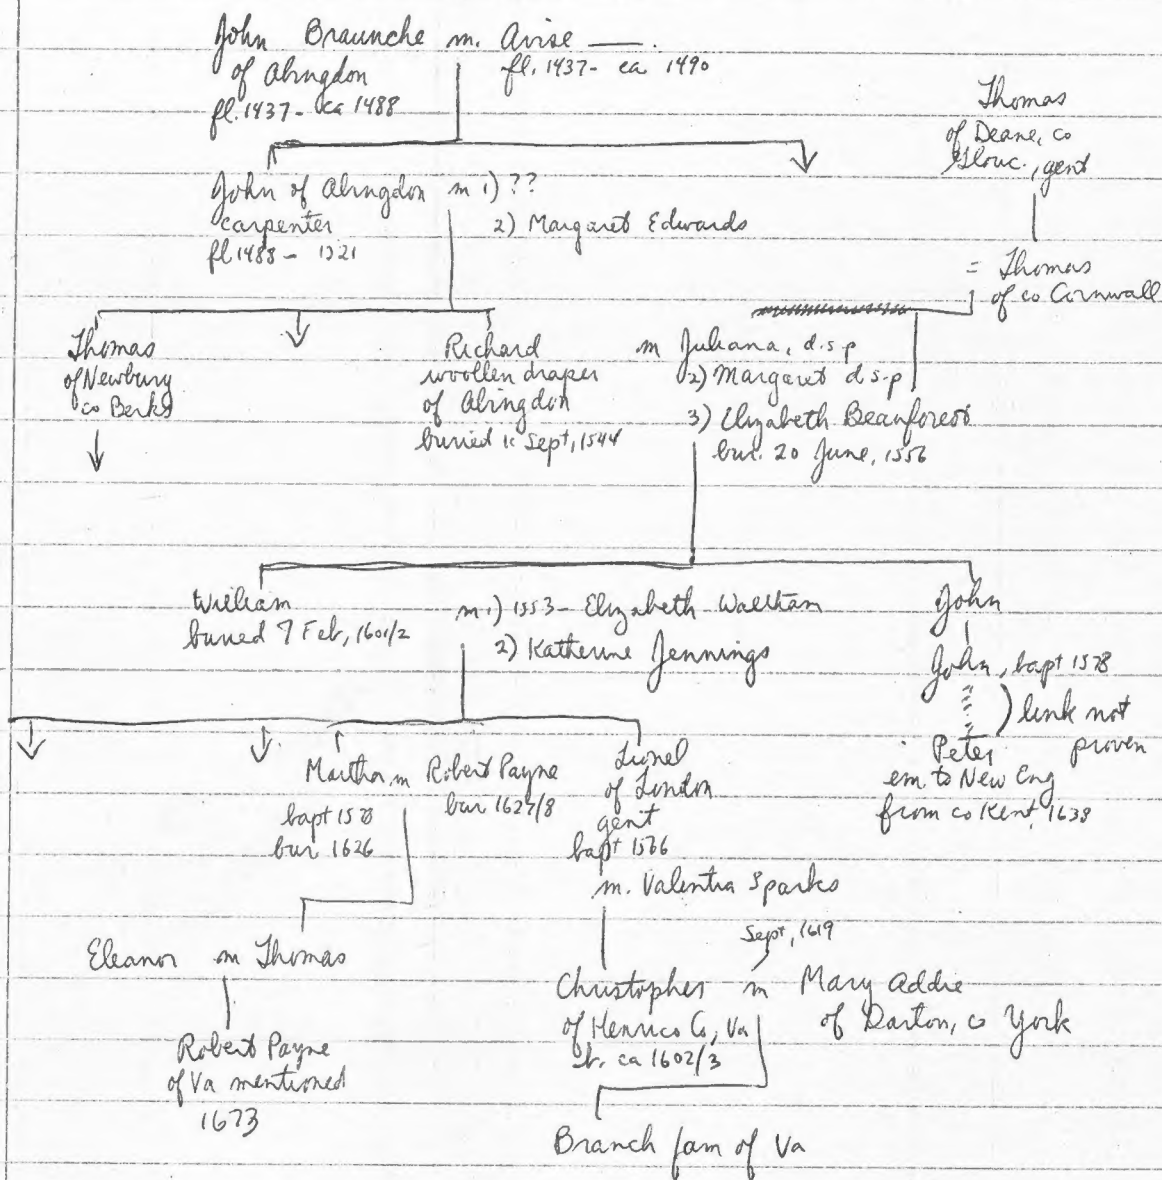 John Braunche m. Avise —.
of Abingdon fl. 1437- ca 1490
fl. 1437- ca 1488
Thomas
of Deane, co
Glouc., gent
John of Abingdon m 1) ??
carpenter 2) Margaret Edwards
fl 1488 - 1521
= Thomas
of co Cornwall
Thomas
of Newbury
co Berks
Richard
woollen draper
of Abingdon
buried Sept, 1544
m Juliana, d.s.p
2) Margaret d s-p
3) Elizabeth Beauforest
bur. 20 June, 1556
William
buried 7 Feb, 1601/2
m 1) 1553- Elizabeth Waltham
2) Katherine Jennings
John
John, bapt 1578
) link not
proven
Peter
em to New Eng
from co Kent, 1638
Martha m Robert Payne
bapt bur 1627/8
bur 1626
Lionel
of London
gent
bapt 1566
m. Valentia Sparks
Sept, 1619
Eleanor m Thomas
Christopher m Mary Addie
of Henrico Co, Va of Darton, co York
b. ca 1602/3
Robert Payne
of Va mentioned
1673
Branch fam of Va